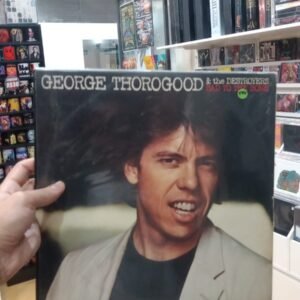 GEORGE THOROGOOD & the DESTROYERS
BAD TO THE BONE